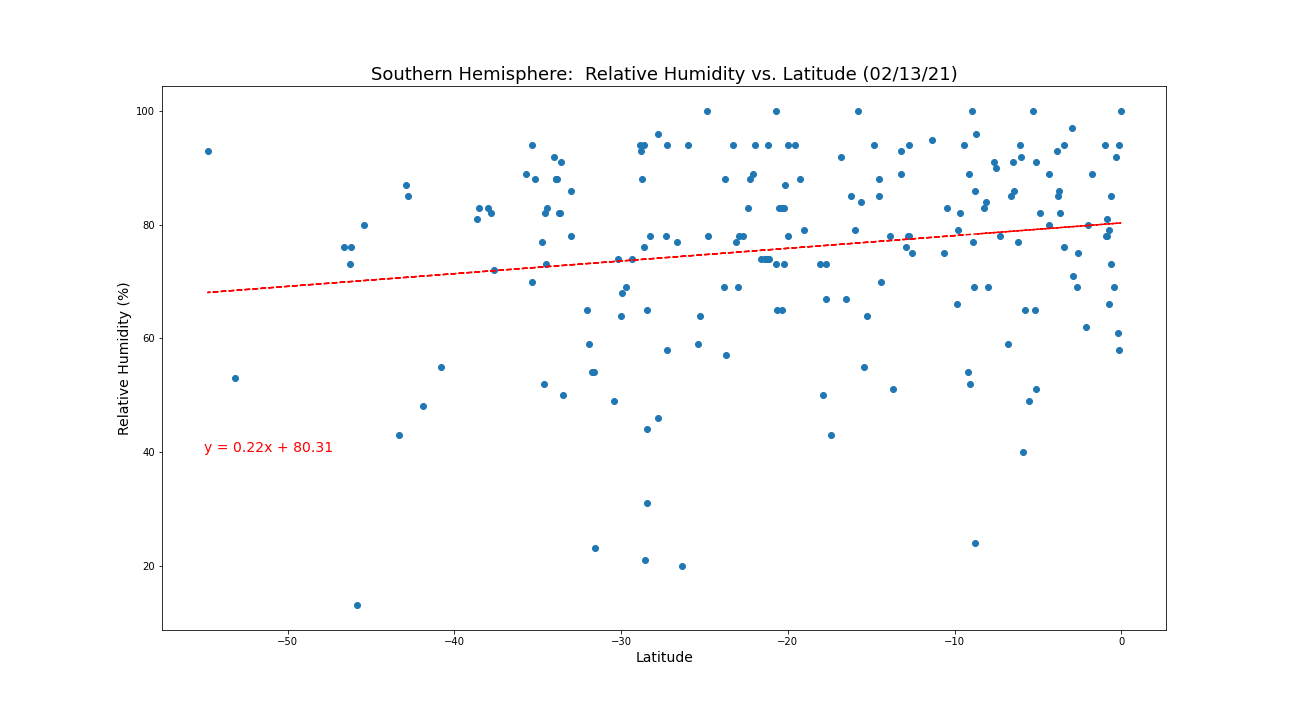 Southern Hemisphere:  Relative Humidity vs. Latitude (02/13/21)
100
80
60
40
20
Relative Humidity (%)
y = 0.22x + 80.31
−50
−40
−30
−20
−10
0
Latitude